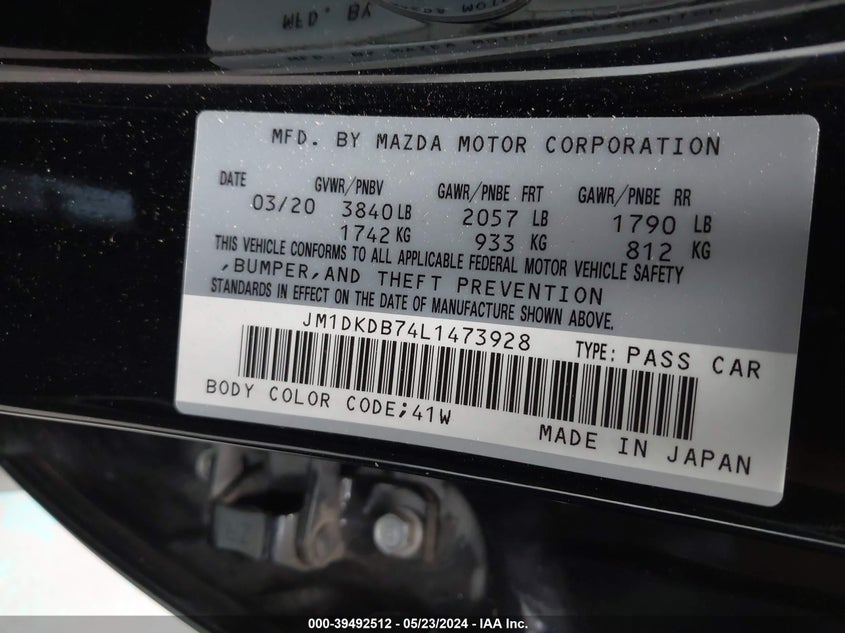 MFD. BY MAZDA MOTOR CORPORATION
DATE GVWR/PNBV GAWR/PNBE FRT GAWR/PNBE RR
03/20 3840 LB 2057 LB 1790 LB
1742 KG 933 KG 812 KG
THIS VEHICLE CONFORMS TO ALL APPLICABLE FEDERAL MOTOR VEHICLE SAFETY
,BUMPER,AND THEFT PREVENTION
STANDARDS IN EFFECT ON THE DATE OF MANUFACTURE SHOWN ABOVE.
JM1DKDB74L1473928 TYPE: PASS CAR
BODY COLOR CODE;41W
MADE IN JAPAN
000-39492512 - 05/23/2024 - IAA Inc.